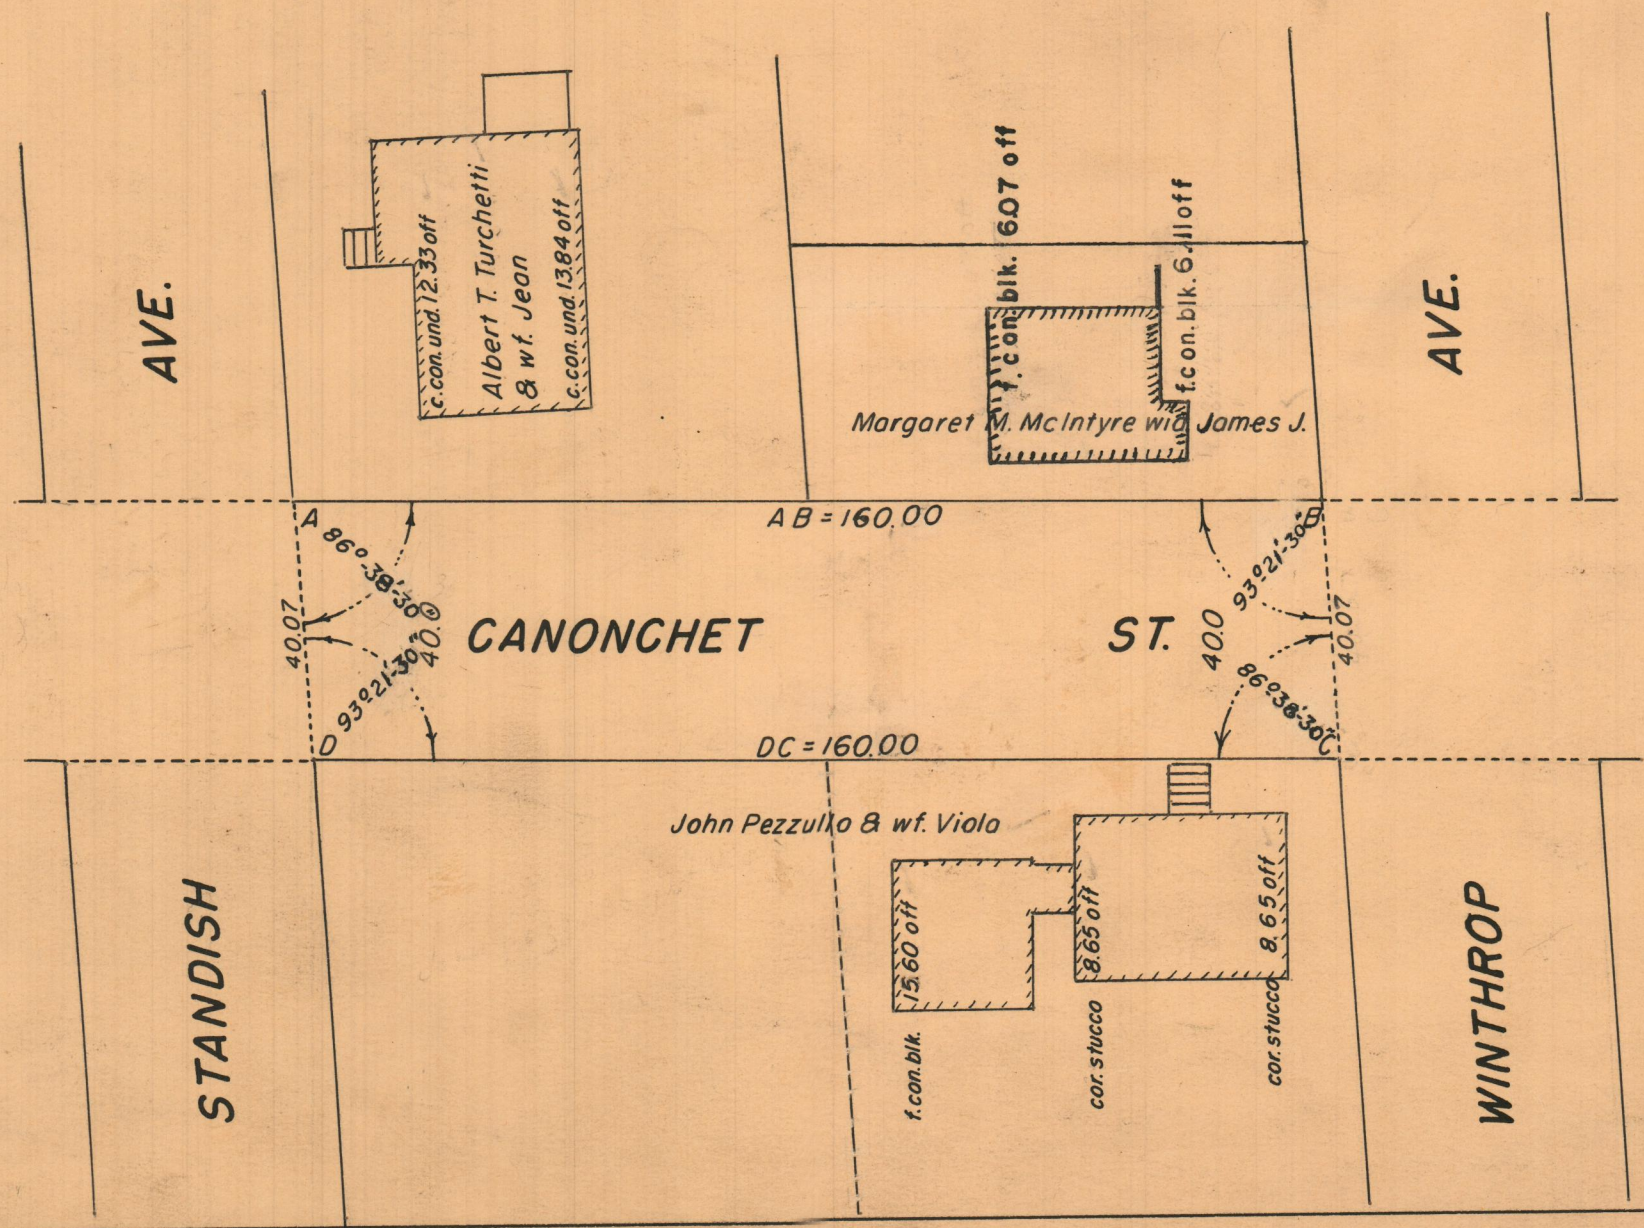 AVE.
c.con.und. 12.33 off
Albert T. Turchetti
& wf. Jean
c.con.und. 13.84 off
f.con.blk. 6.07 off
f.con.blk. 6.11 off
AVE.
Margaret M. McIntyre wid James J.
A
AB = 160.00
B
86°-38'-30"
93°21'-30"
40.07
40.0
CANONCHET
ST.
40.0
40.07
93°21'-30"
86°38'-30"
D
DC = 160.00
C
John Pezzullo & wf. Viola
STANDISH
15.60 off
f.con.blk.
8.65 off
cor. stucco
8.65 off
cor. stucco
WINTHROP